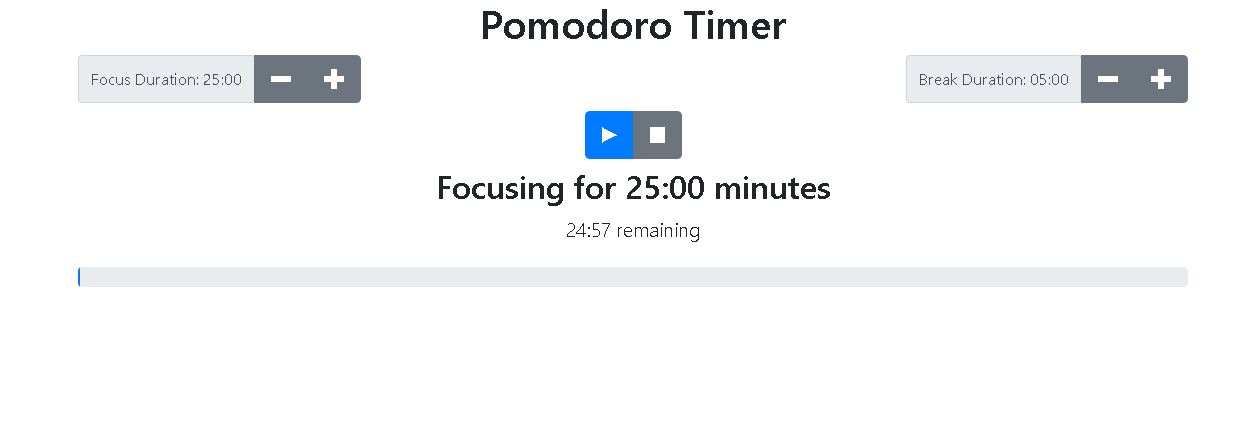 Pomodoro Timer
Focus Duration: 25:00
Break Duration: 05:00
Focusing for 25:00 minutes
24:57 remaining